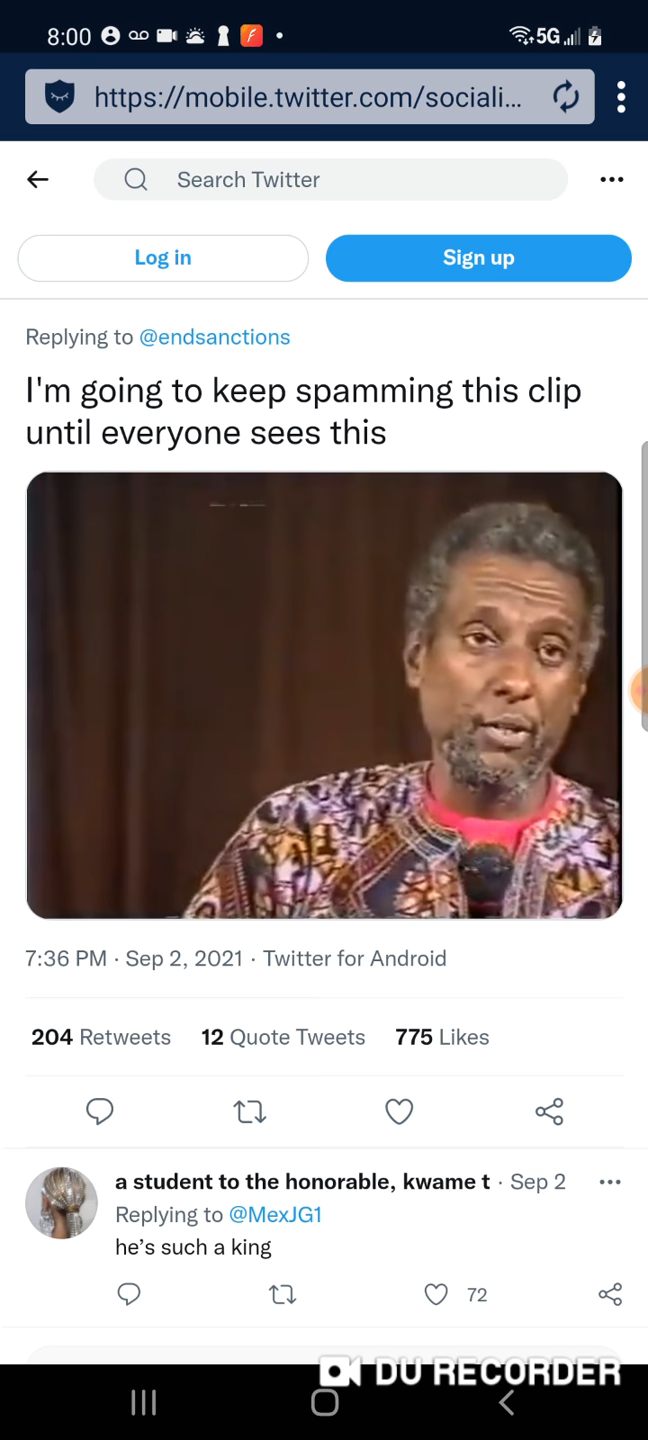 8:00
5G
https://mobile.twitter.com/sociali...
Search Twitter
Log in
Sign up
Replying to @endsanctions
I'm going to keep spamming this clip
until everyone sees this
7:36 PM · Sep 2, 2021 · Twitter for Android
204 Retweets 12 Quote Tweets 775 Likes
a student to the honorable, kwame t · Sep 2
Replying to @MexJG1
he's such a king
72
DU RECORDER